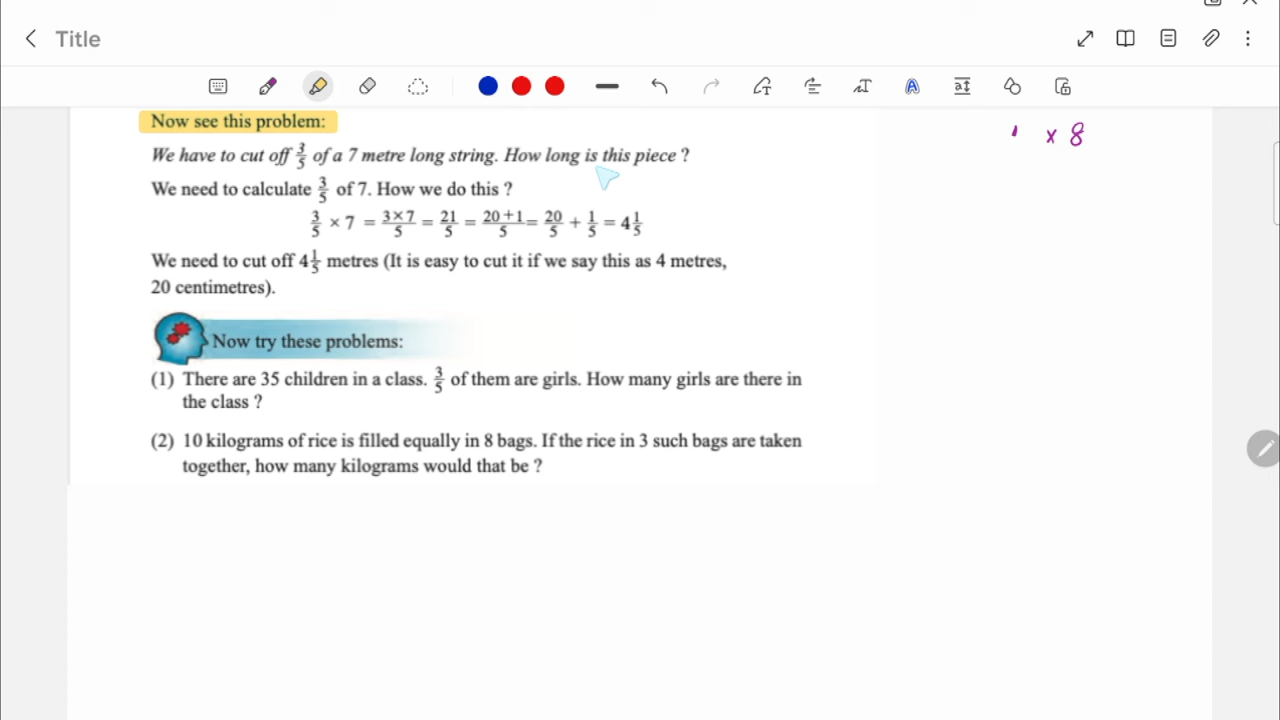 Title
Now see this problem:
We have to cut off 3/5 of a 7 metre long string. How long is this piece ?
We need to calculate 3/5 of 7. How we do this ?
3/5 × 7 = 3×7/5 = 21/5 = 20+1/5 = 20/5 + 1/5 = 4 1/5
We need to cut off 4 1/5 metres (It is easy to cut it if we say this as 4 metres,
20 centimetres).
Now try these problems:
(1) There are 35 children in a class. 3/5 of them are girls. How many girls are there in
the class ?
(2) 10 kilograms of rice is filled equally in 8 bags. If the rice in 3 such bags are taken
together, how many kilograms would that be ?
× 8